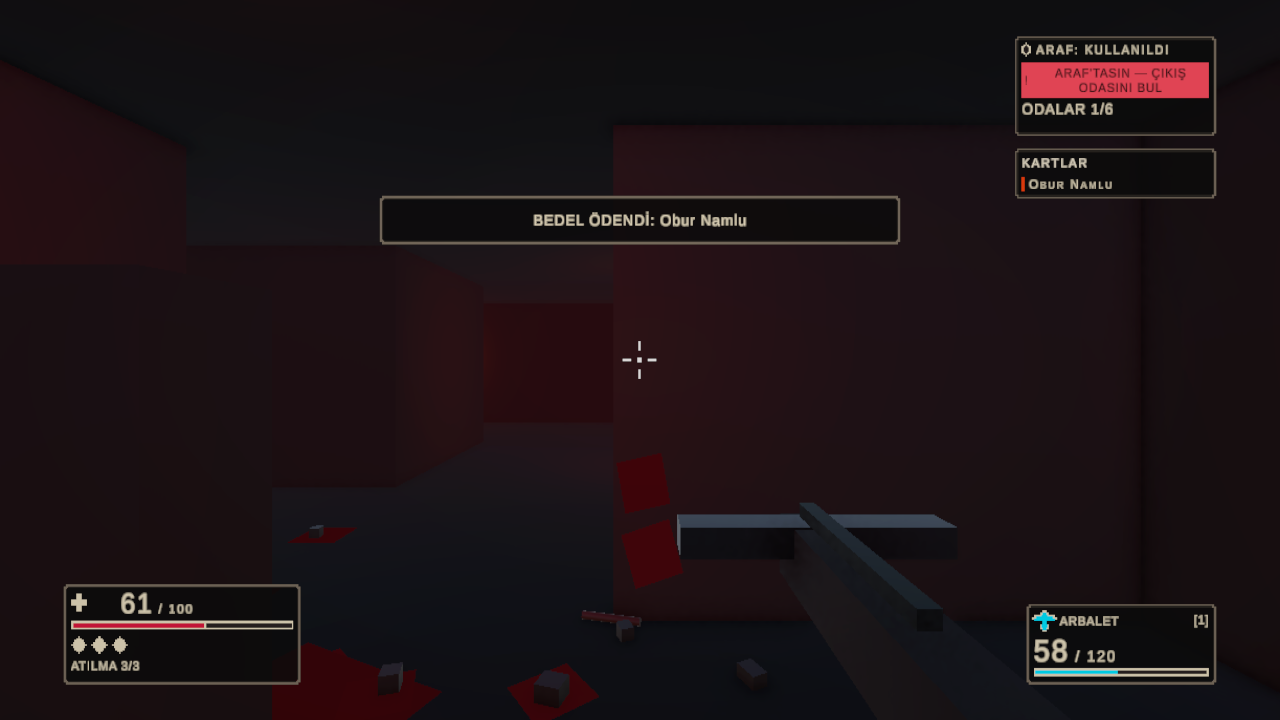 ARAF: KULLANILDI
! ARAF'TASIN — ÇIKIŞ
ODASINI BUL
ODALAR 1/6
KARTLAR
Obur Namlu
BEDEL ÖDENDİ: Obur Namlu
61 / 100
ATILMA 3/3
ARBALET [1]
58 / 120